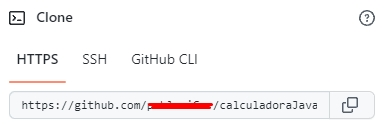 Clone
HTTPS SSH GitHub CLI
https://github.com/ /calculadoraJava